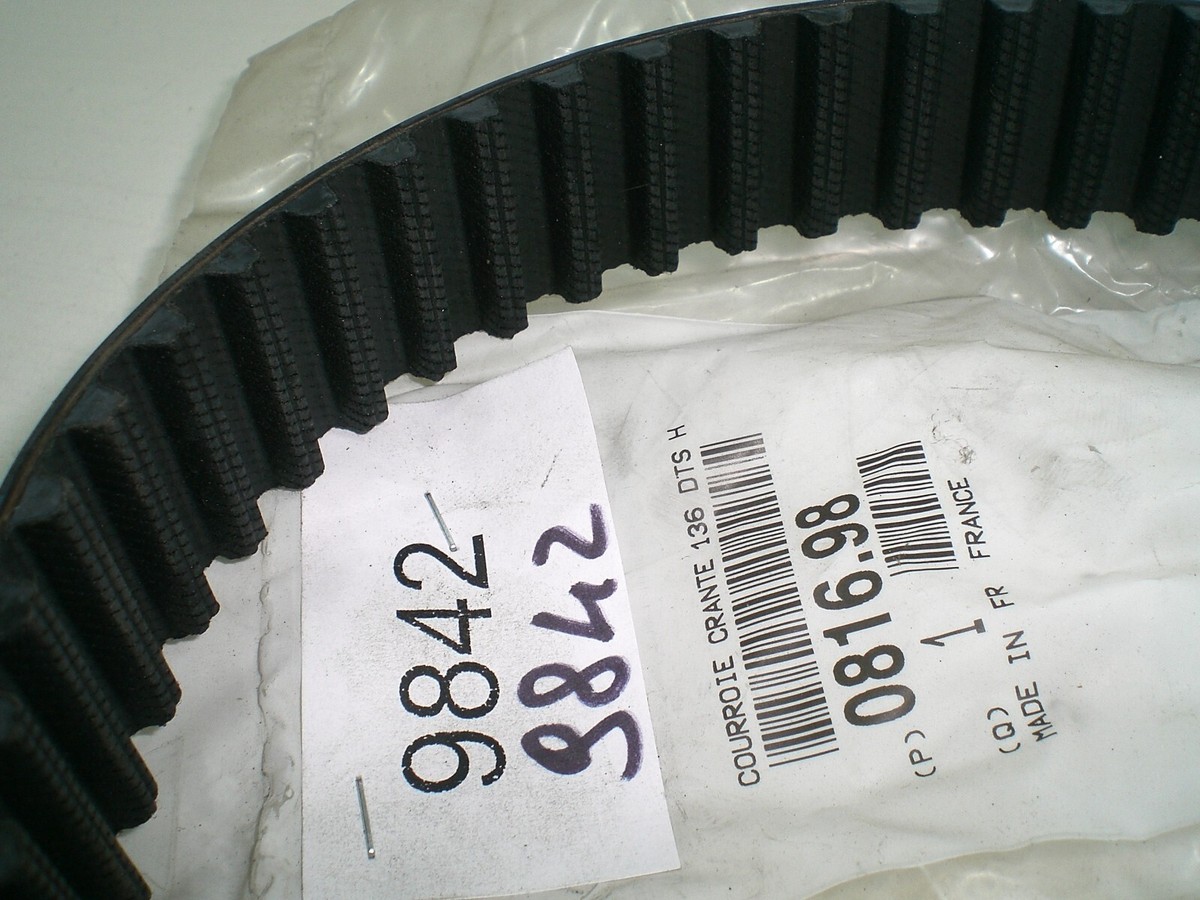 9842
9842
COURROIE CRANTE 136 DTS H
(P) 0816.98
(Q) 1
MADE IN FR FRANCE